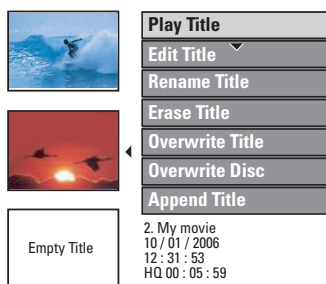 Play Title
Edit Title
Rename Title
Erase Title
Overwrite Title
Overwrite Disc
Append Title
Empty Title
2. My movie
10 / 01 / 2006
12 : 31 : 53
HQ 00 : 05 : 59